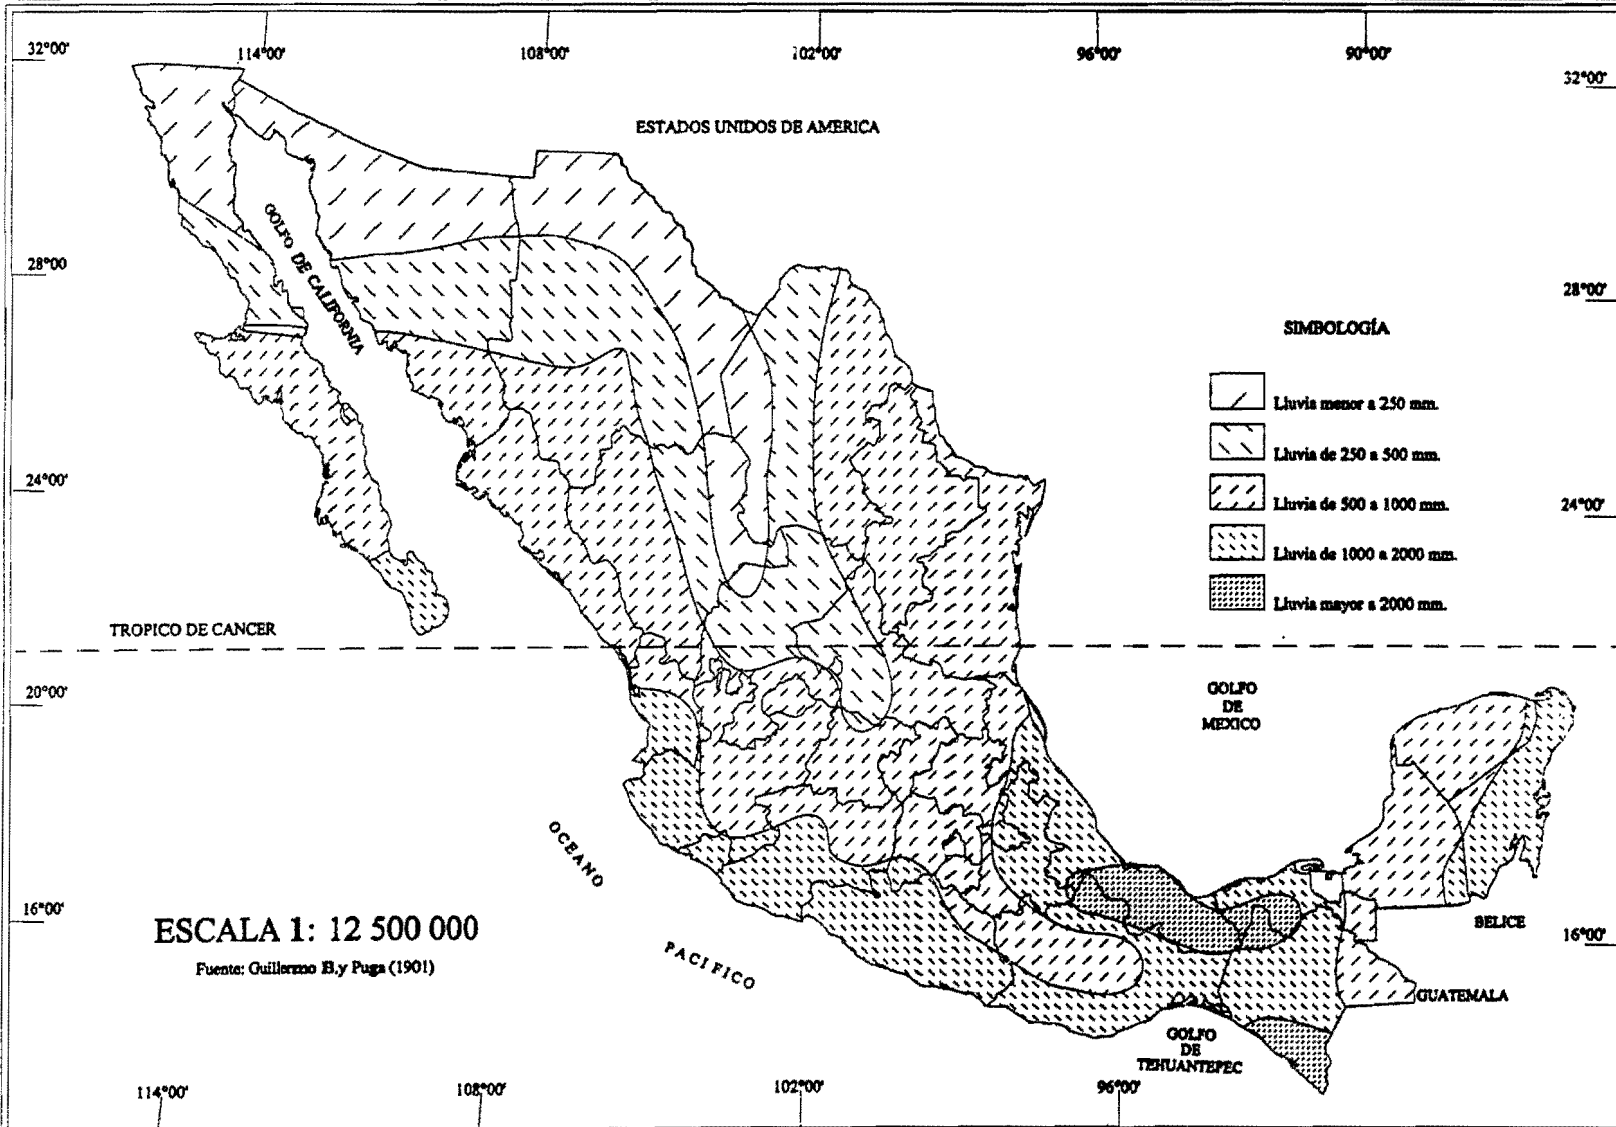 114°00' 108°00' 102°00' 96°00' 90°00'
32°00' 32°00'
ESTADOS UNIDOS DE AMERICA
GOLFO DE CALIFORNIA
28°00' 28°00'
SIMBOLOGÍA
Lluvia menor a 250 mm.
Lluvia de 250 a 500 mm.
Lluvia de 500 a 1000 mm.
Lluvia de 1000 a 2000 mm.
Lluvia mayor a 2000 mm.
24°00' 24°00'
TROPICO DE CANCER
20°00'
GOLFO
DE
MEXICO
OCEANO
PACIFICO
16°00' 16°00'
BELICE
GUATEMALA
GOLFO
DE
TEHUANTEPEC
ESCALA 1: 12 500 000
Fuente: Guillermo B.y Puga (1901)
114°00' 108°00' 102°00' 96°00'